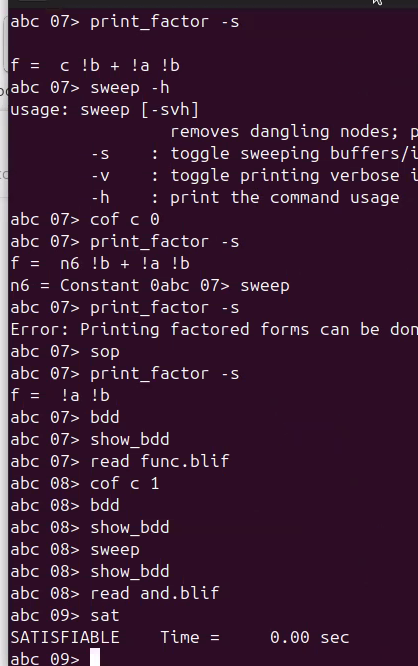 abc 07> print_factor -s
f =  c !b + !a !b
abc 07> sweep -h
usage: sweep [-svh]
removes dangling nodes;
-s    : toggle sweeping buffers/i
-v    : toggle printing verbose i
-h    : print the command usage
abc 07> cof c 0
abc 07> print_factor -s
f =  n6 !b + !a !b
n6 = Constant 0abc 07> sweep
abc 07> print_factor -s
Error: Printing factored forms can be don
abc 07> sop
abc 07> print_factor -s
f =  !a !b
abc 07> bdd
abc 07> show_bdd
abc 07> read func.blif
abc 08> cof c 1
abc 08> bdd
abc 08> show_bdd
abc 08> sweep
abc 08> show_bdd
abc 08> read and.blif
abc 09> sat
SATISFIABLE    Time =     0.00 sec
abc 09>